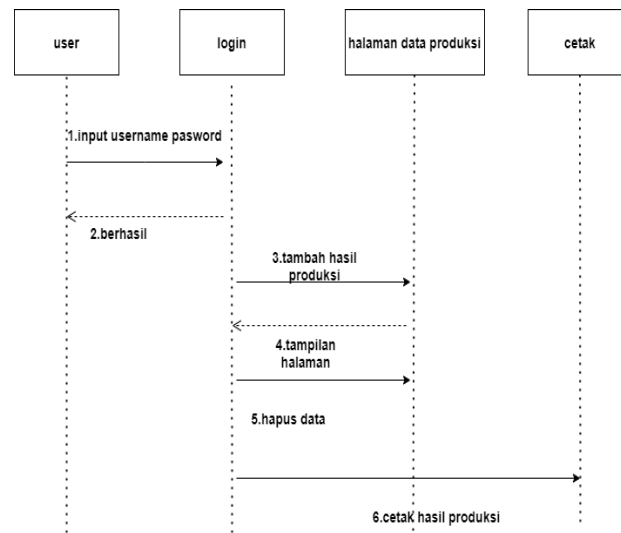 user
login
halaman data produksi
cetak
1.input username pasword
2.berhasil
3.tambah hasil
produksi
4.tampilan
halaman
5.hapus data
6.cetak hasil produksi